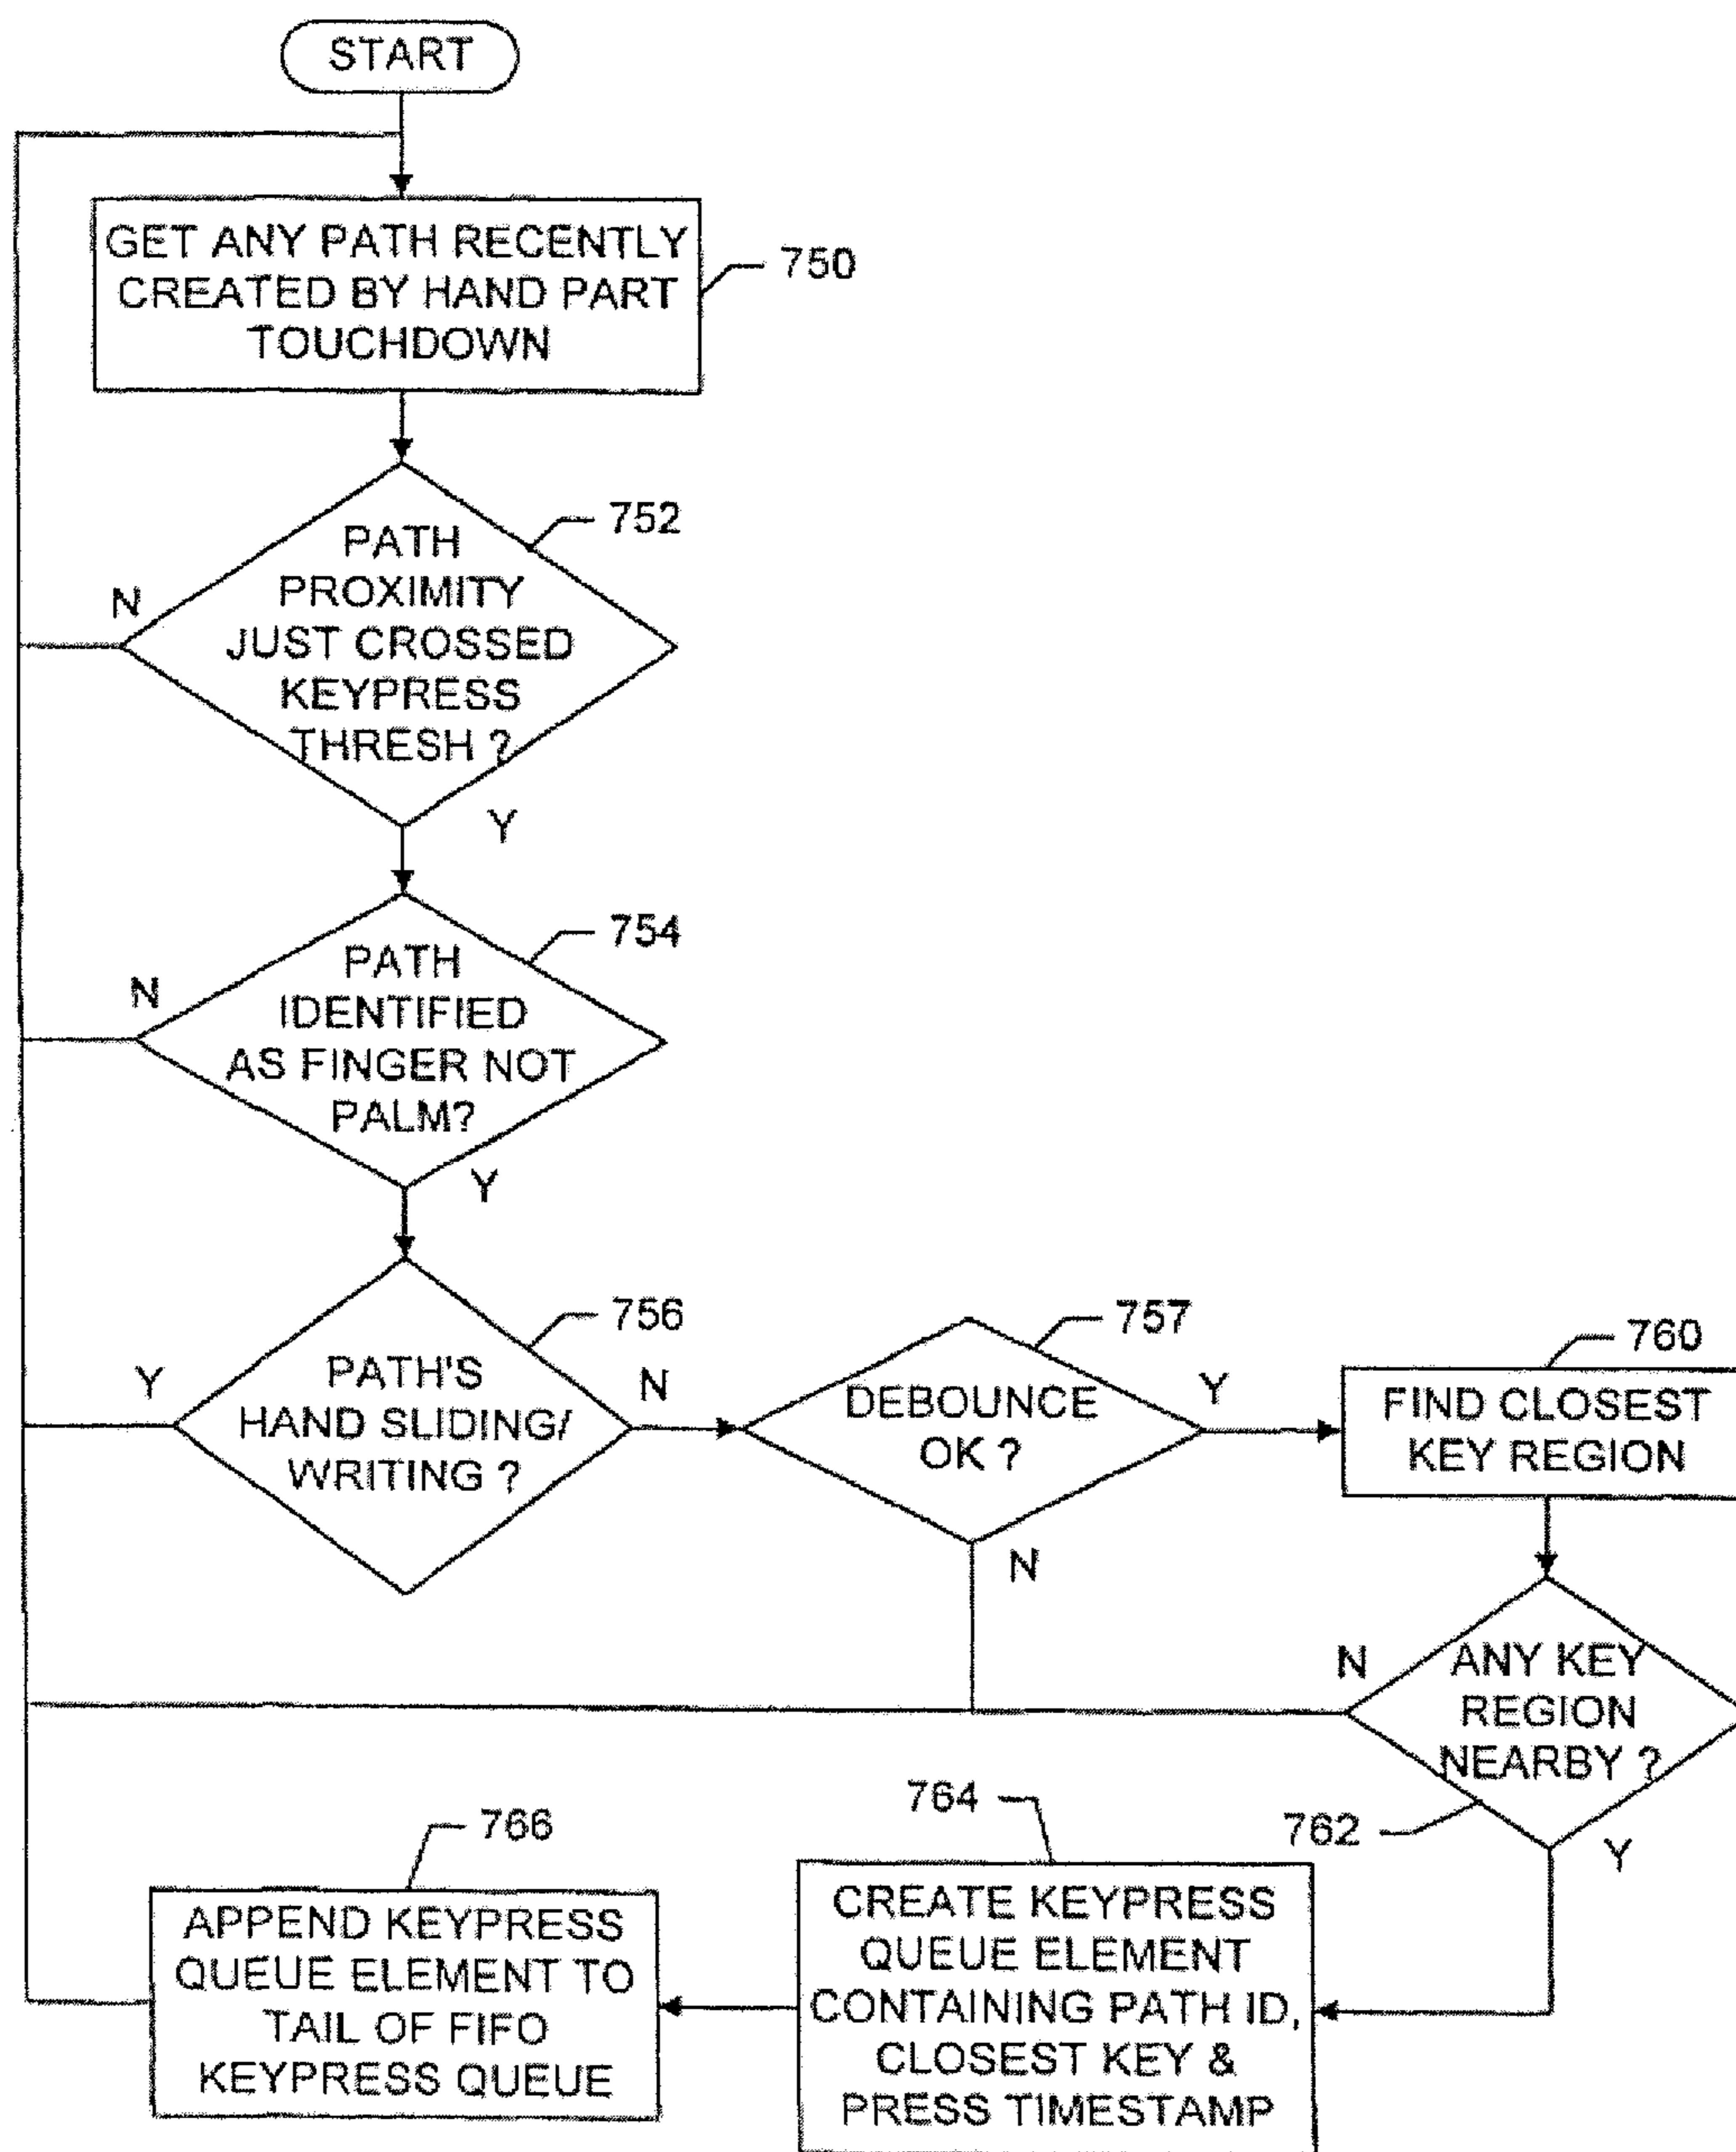 START
GET ANY PATH RECENTLY
CREATED BY HAND PART
TOUCHDOWN
750
752
PATH
PROXIMITY
JUST CROSSED
KEYPRESS
THRESH ?
N
Y
754
PATH
IDENTIFIED
AS FINGER NOT
PALM?
N
Y
756
PATH'S
HAND SLIDING/
WRITING ?
Y
N
757
DEBOUNCE
OK ?
Y
N
760
FIND CLOSEST
KEY REGION
ANY KEY
REGION
NEARBY ?
N
762
Y
764
CREATE KEYPRESS
QUEUE ELEMENT
CONTAINING PATH ID,
CLOSEST KEY &
PRESS TIMESTAMP
766
APPEND KEYPRESS
QUEUE ELEMENT TO
TAIL OF FIFO
KEYPRESS QUEUE